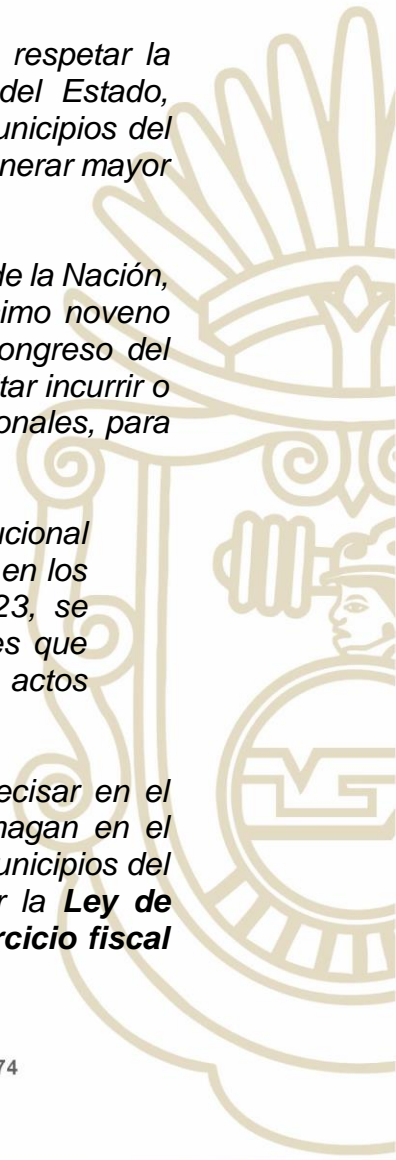 respetar la
del Estado,
unicipios del
nerar mayor
de la Nación,
imo noveno
ongreso del
tar incurrir o
onales, para
ucional
en los
23, se
es que
actos
ecisar en el
hagan en el
unicipios del
r la Ley de
rcicio fiscal
74